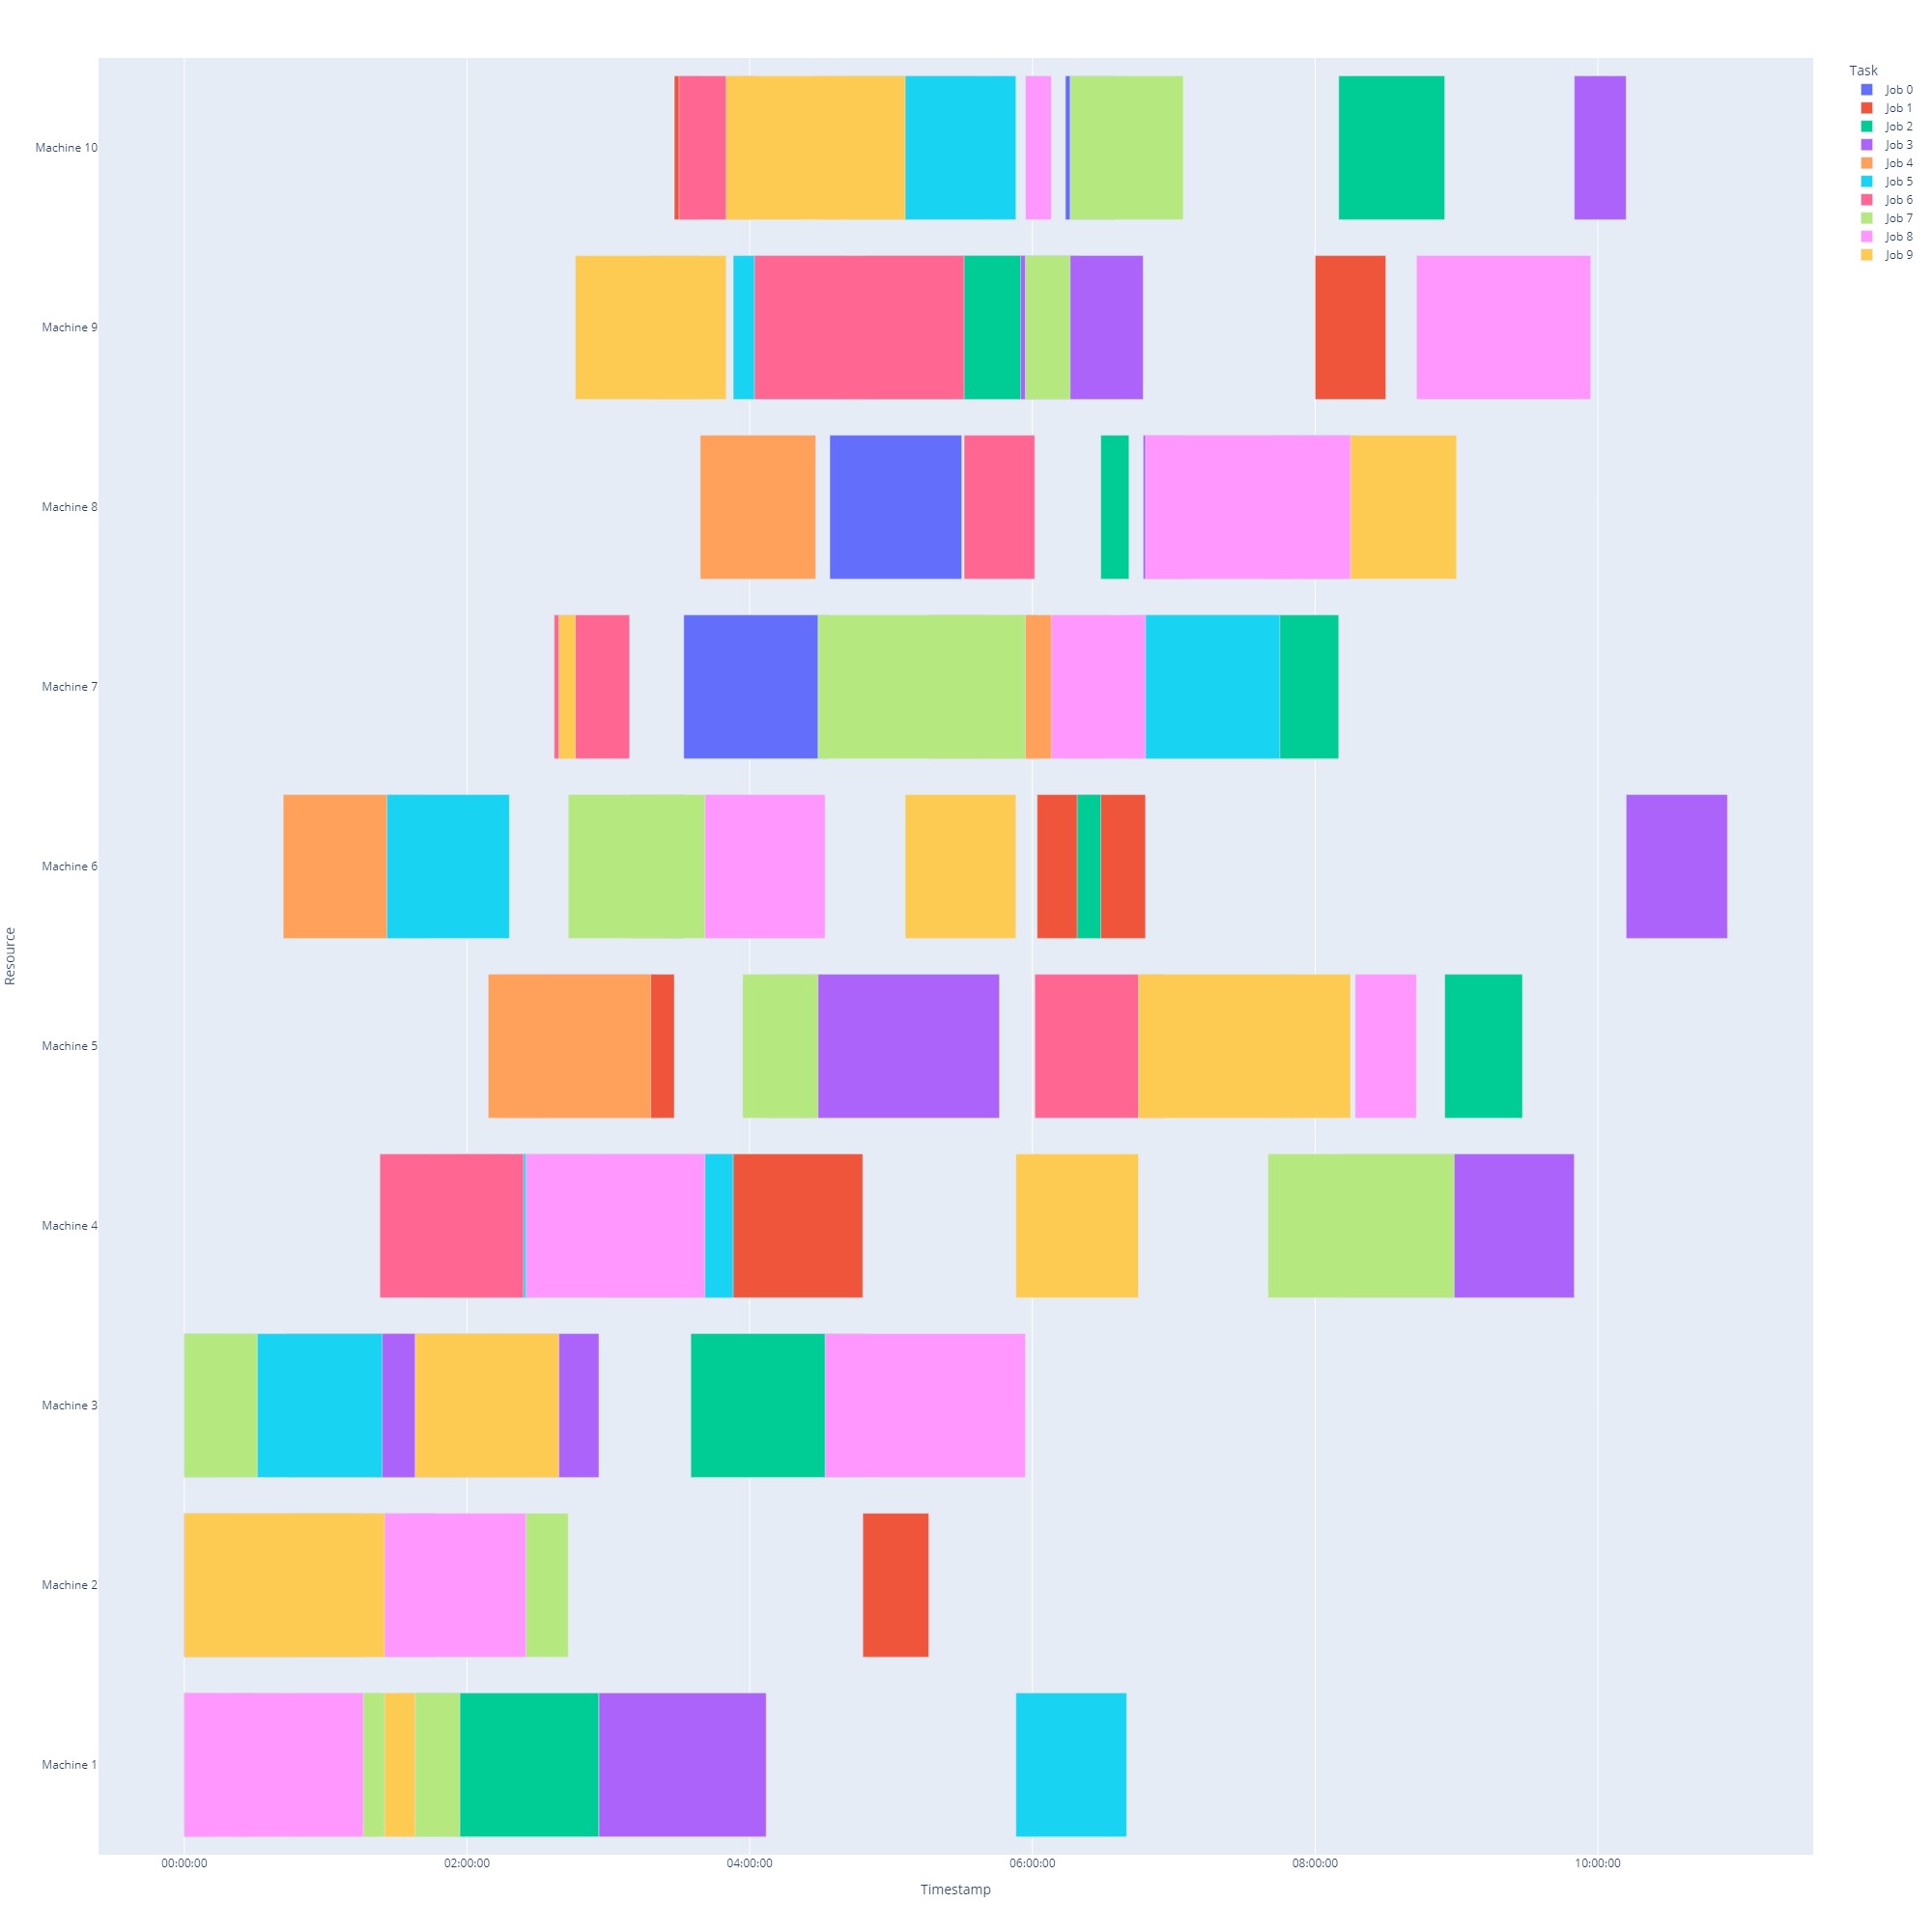 Task
Job 0
Job 1
Job 2
Job 3
Job 4
Job 5
Job 6
Job 7
Job 8
Job 9
Machine 10
Machine 9
Machine 8
Machine 7
Machine 6
Machine 5
Machine 4
Machine 3
Machine 2
Machine 1
Resource
00:00:00 02:00:00 04:00:00 06:00:00 08:00:00 10:00:00
Timestamp